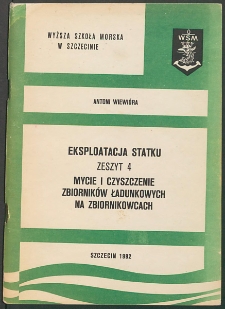 WYŻSZA SZKOŁA MORSKA
W SZCZECINIE
WSM
ANTONI WIEWIÓRA
EKSPLOATACJA STATKU
ZESZYT 4
MYCIE I CZYSZCZENIE
ZBIORNIKÓW ŁADUNKOWYCH
NA ZBIORNIKOWCACH
SZCZECIN 1982